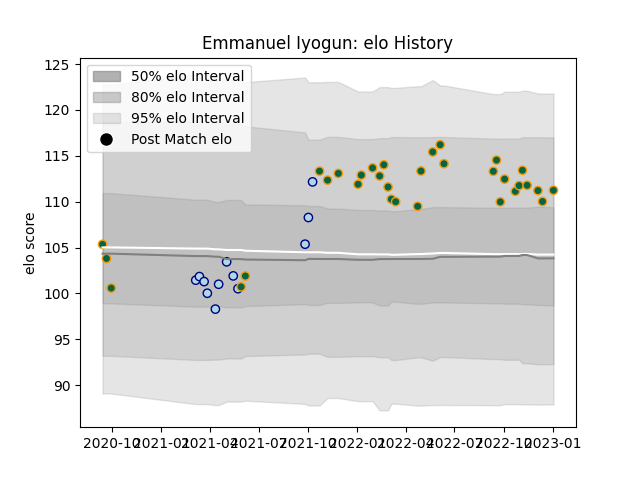 Emmanuel Iyogun: elo History
125
120
115
110
105
100
95
90
elo score
50% elo Interval
80% elo Interval
95% elo Interval
Post Match elo
2020-10 2021-01 2021-04 2021-07 2021-10 2022-01 2022-04 2022-07 2022-10 2023-01